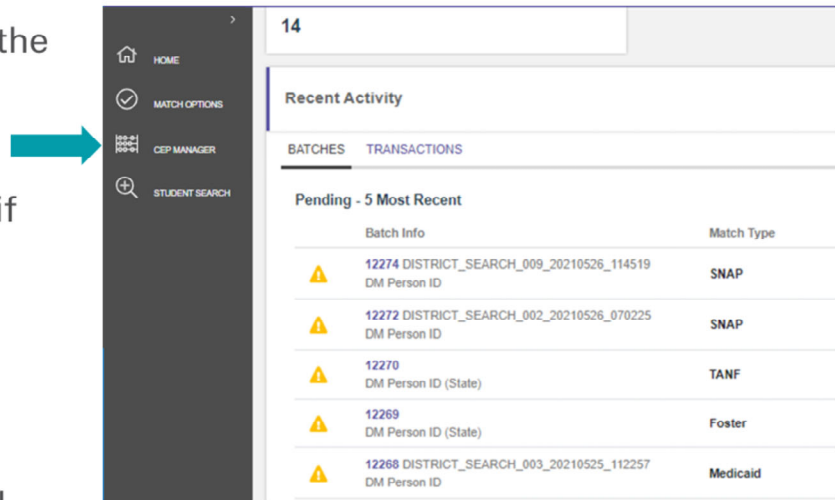 the
if
HOME
MATCH OPTIONS
CEP MANAGER
STUDENT SEARCH
14
Recent Activity
BATCHES TRANSACTIONS
Pending - 5 Most Recent
Batch Info Match Type
12274 DISTRICT_SEARCH_009_20210526_114519
DM Person ID
SNAP
12272 DISTRICT_SEARCH_002_20210526_070225
DM Person ID
SNAP
12270
DM Person ID (State)
TANF
12269
DM Person ID (State)
Foster
12268 DISTRICT_SEARCH_003_20210525_112257
DM Person ID
Medicaid